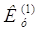 Ê ó ⁽¹⁾